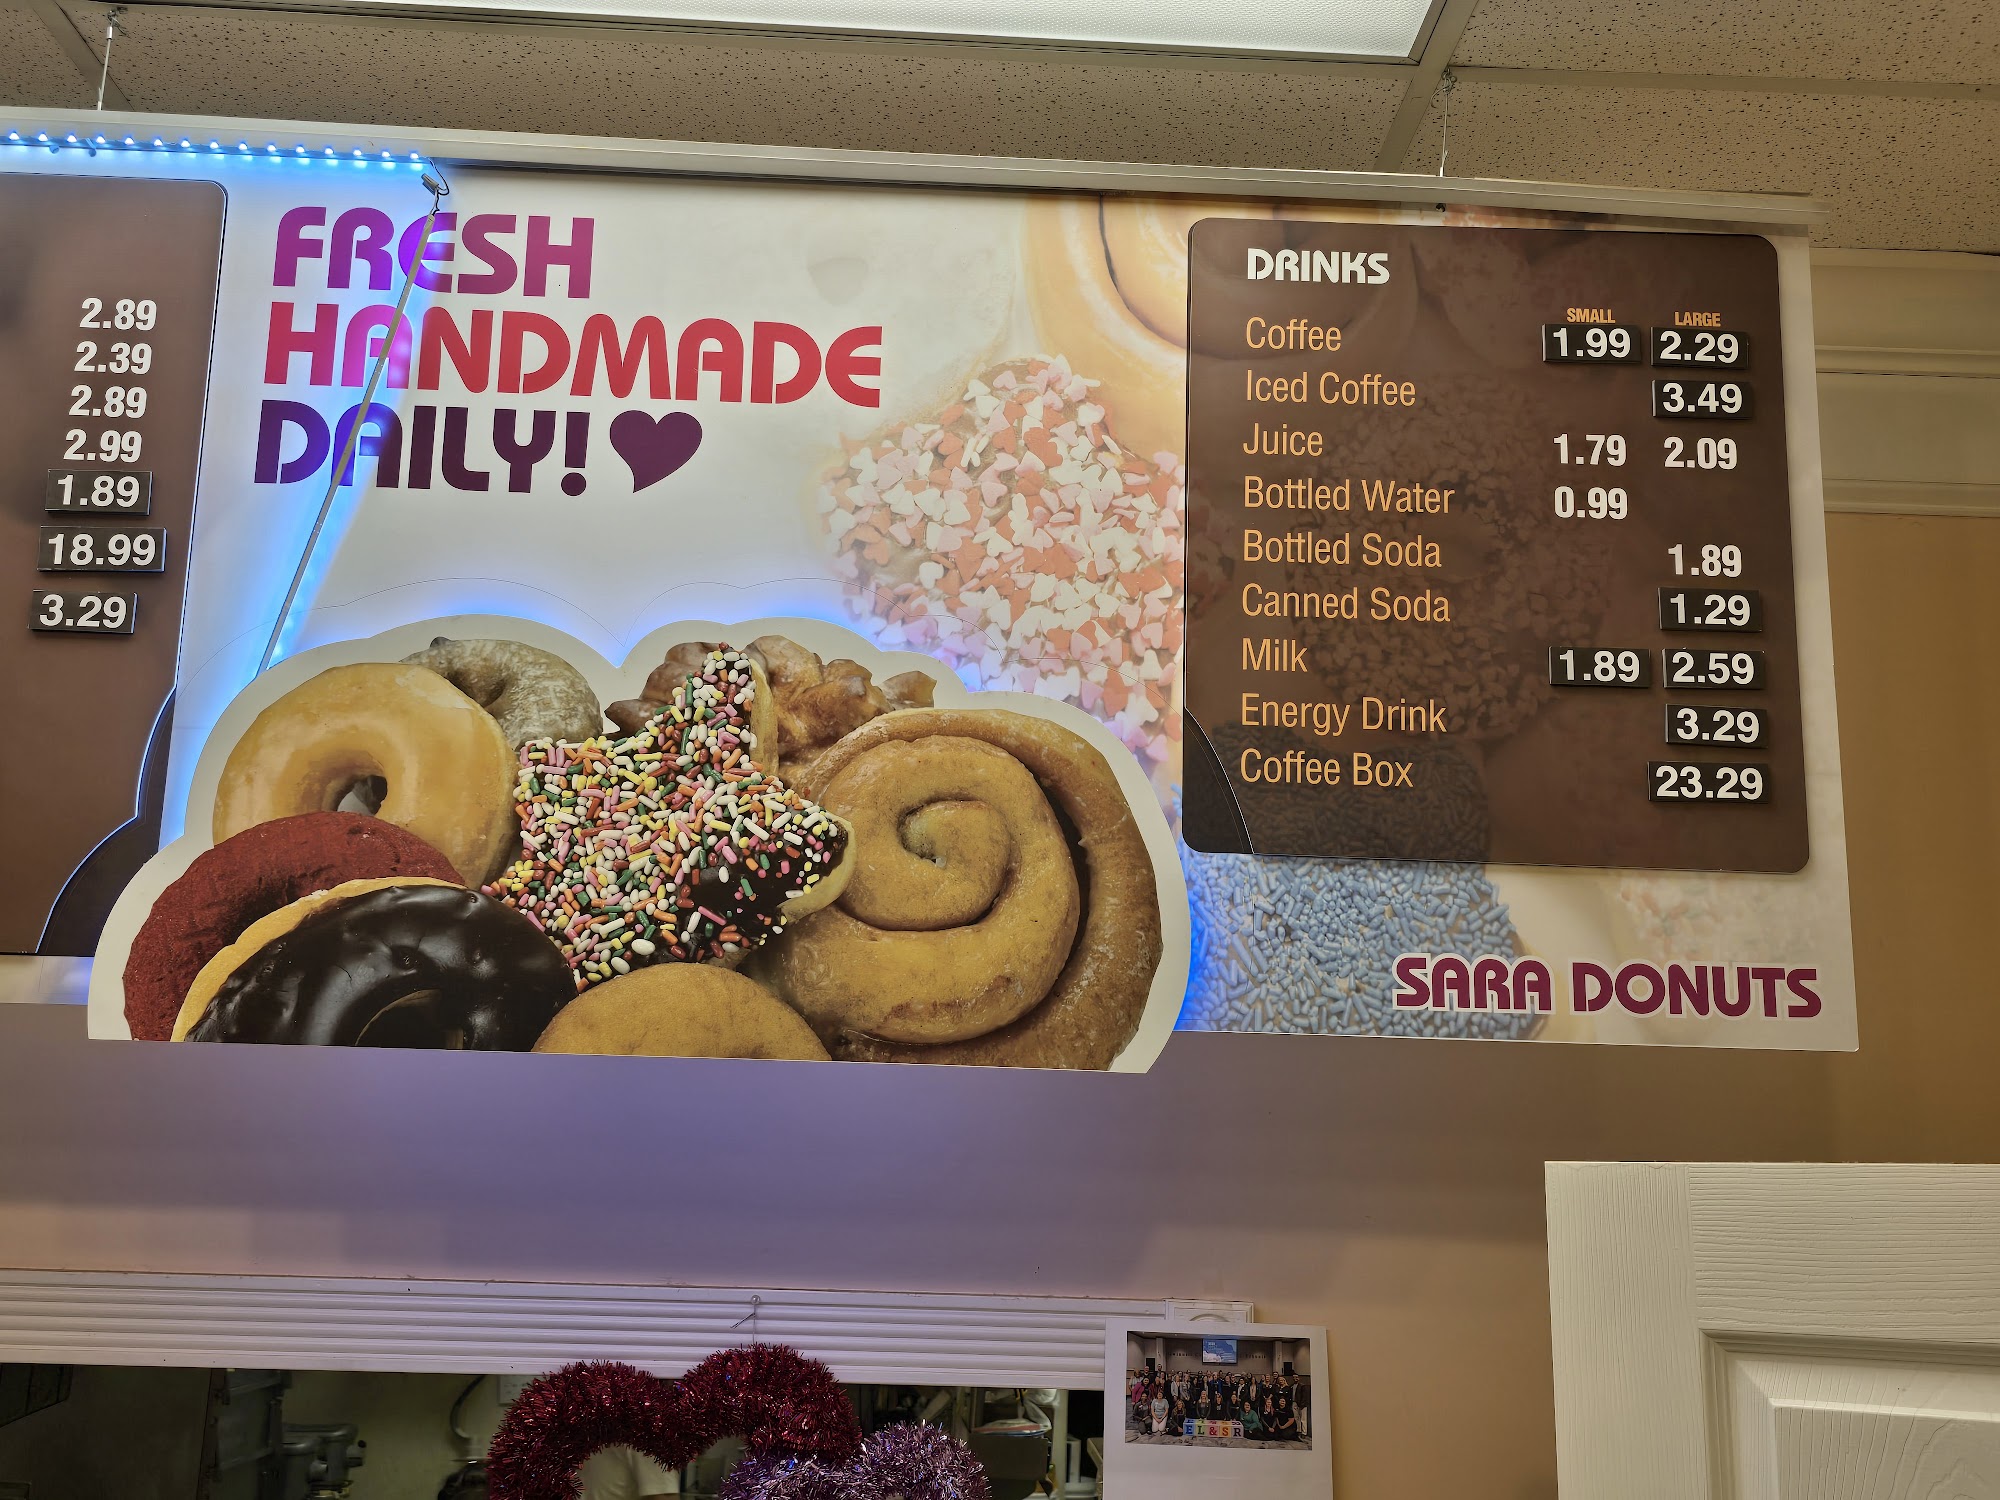 2.89
2.39
2.89
2.99
1.89
18.99
3.29
FRESH
HANDMADE
DAILY!
DRINKS
SMALL LARGE
Coffee 1.99 2.29
Iced Coffee 3.49
Juice 1.79 2.09
Bottled Water 0.99
Bottled Soda 1.89
Canned Soda 1.29
Milk 1.89 2.59
Energy Drink 3.29
Coffee Box 23.29
SARA DONUTS
EL&SR